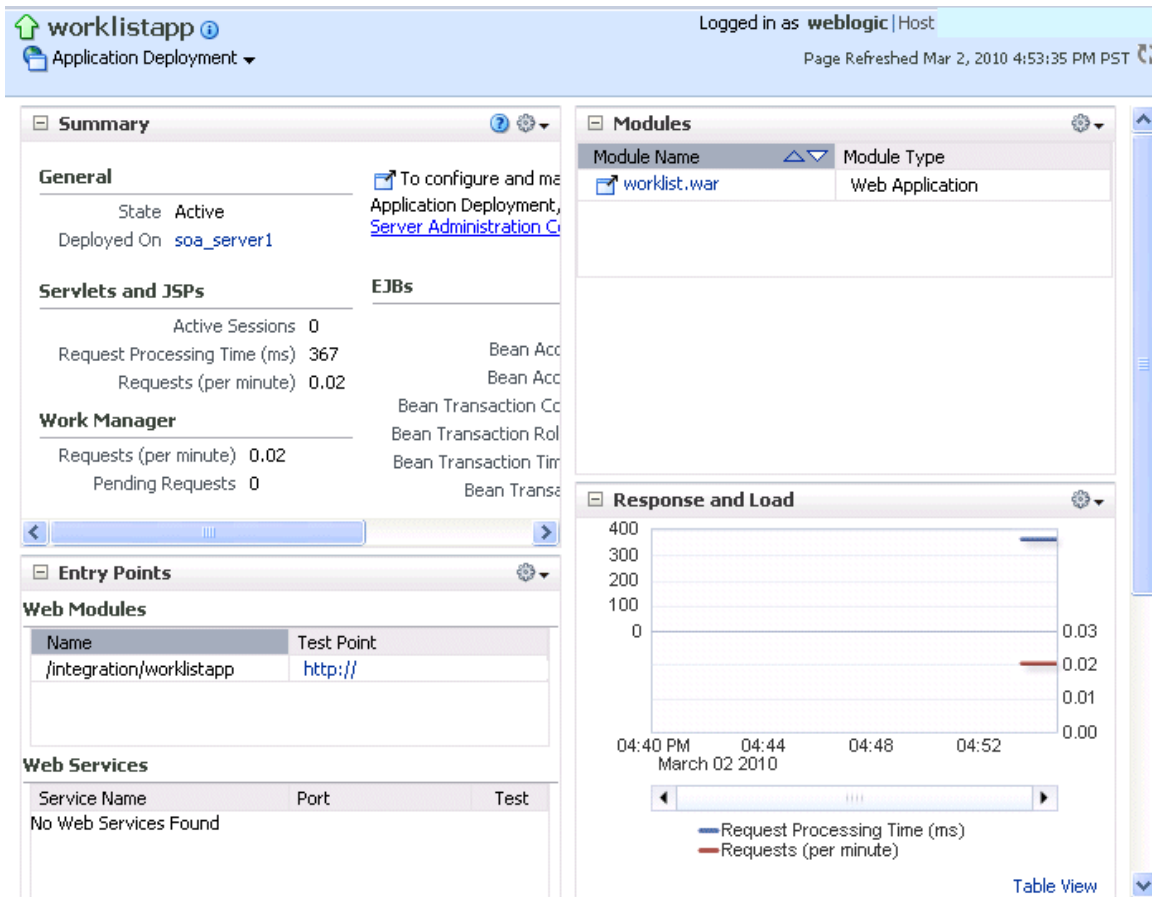 worklistapp
Logged in as weblogic|Host
Application Deployment
Page Refreshed Mar 2, 2010 4:53:35 PM PST
Summary
General
State Active
Deployed On soa_server1
To configure and
Application Deployment,
Server Administration
Servlets and JSPs
Active Sessions 0
Request Processing Time (ms) 367
Requests (per minute) 0.02
Work Manager
Requests (per minute) 0.02
Pending Requests 0
EJBs
Bean
Bean
Bean Transaction
Bean Transaction
Bean Transaction
Bean
Entry Points
Web Modules
Name Test Point
/integration/worklistapp http://
Web Services
Service Name Port Test
No Web Services Found
Modules
Module Name Module Type
worklist.war Web Application
Response and Load
400
300
200
100
0
0.03
0.02
0.01
0.00
04:40 PM 04:44 04:48 04:52
March 02 2010
Request Processing Time (ms)
Requests (per minute)
Table View